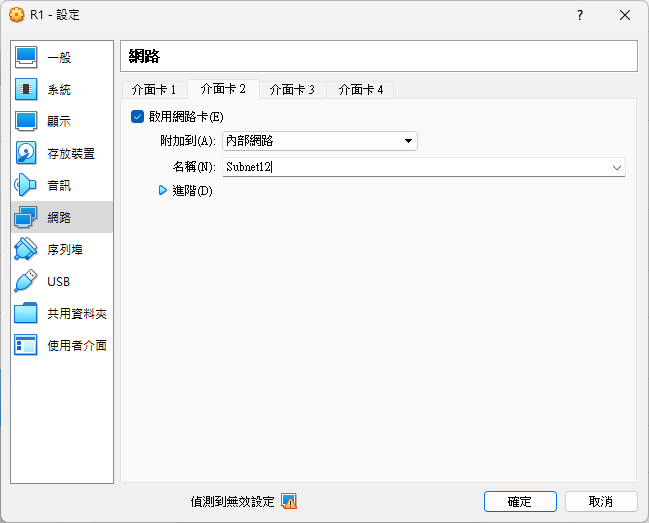 R1 - 設定
?
一般
系統
顯示
存放裝置
音訊
網路
序列埠
USB
共用資料夾
使用者介面
網路
介面卡 1 介面卡 2 介面卡 3 介面卡 4
啟用網路卡(E)
附加到(A): 內部網路
名稱(N): Subnet12
進階(D)
偵測到無效設定
確定 取消